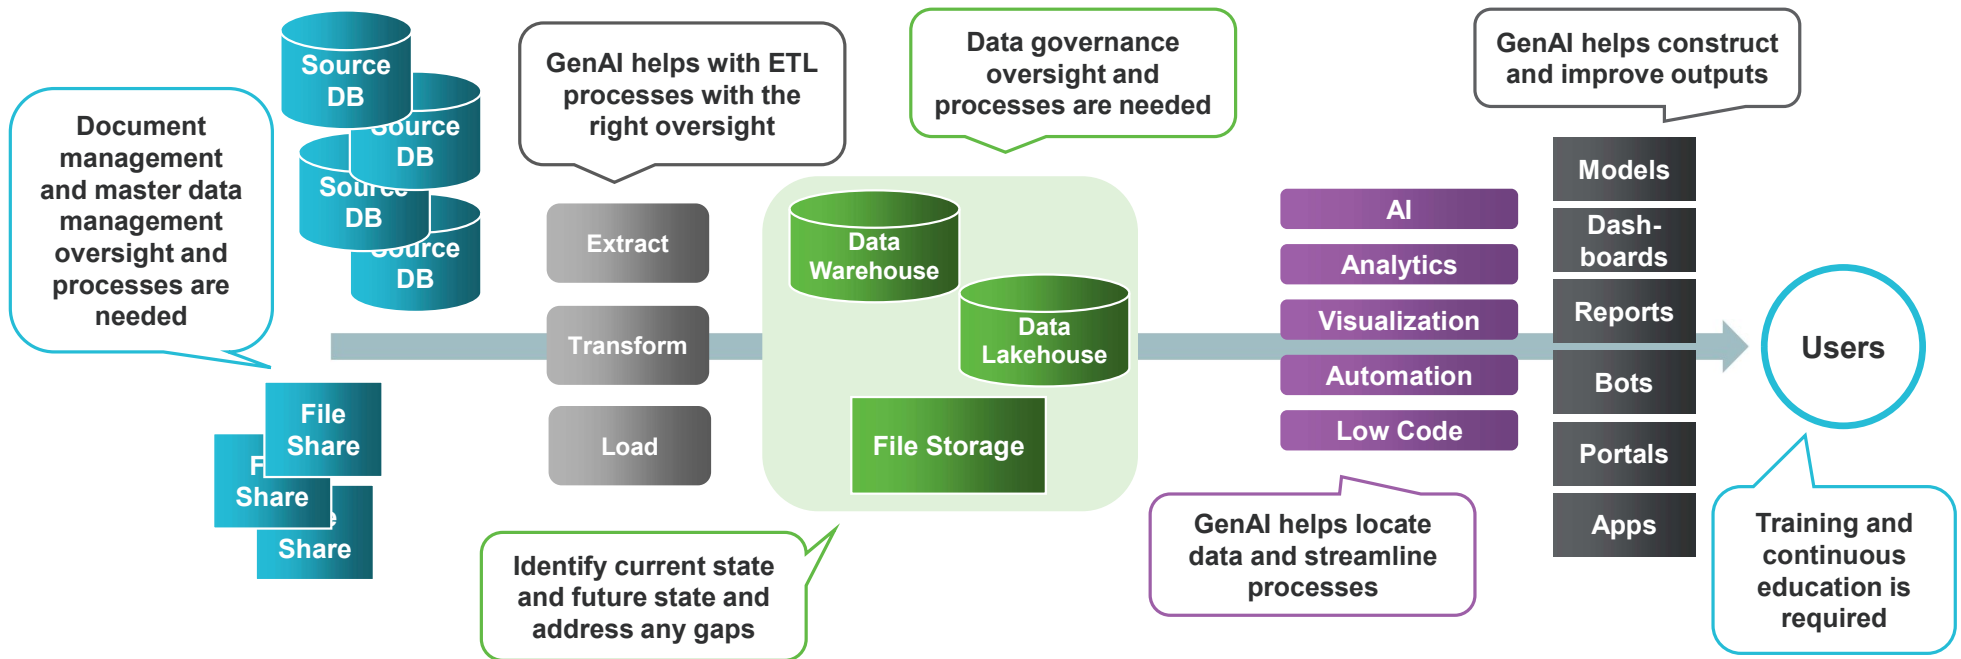 Source
DB
Source
DB
Source
DB
Source
DB
Document
management
and master data
management
oversight and
processes are
needed
File
Share
Share
Share
GenAI helps with ETL
processes with the
right oversight
Extract
Transform
Load
Data governance
oversight and
processes are needed
Data
Warehouse
Data
Lakehouse
File Storage
Identify current state
and future state and
address any gaps
AI
Analytics
Visualization
Automation
Low Code
GenAI helps locate
data and streamline
processes
GenAI helps construct
and improve outputs
Models
Dash-
boards
Reports
Bots
Portals
Apps
Users
Training and
continuous
education is
required